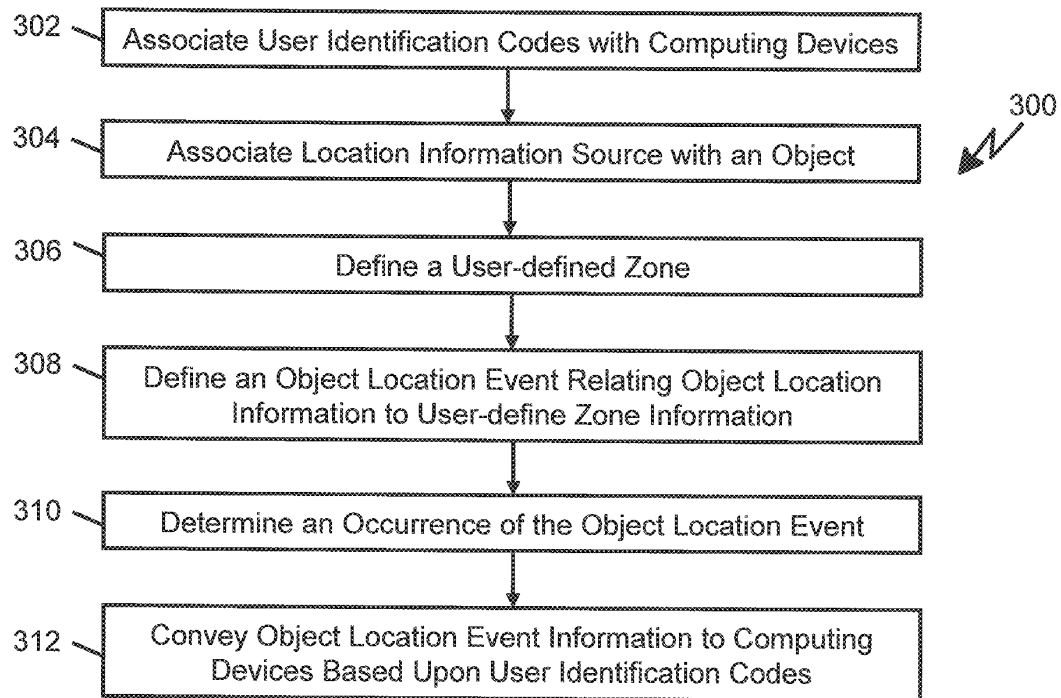 302
Associate User Identification Codes with Computing Devices
300
304
Associate Location Information Source with an Object
306
Define a User-defined Zone
308
Define an Object Location Event Relating Object Location
Information to User-define Zone Information
310
Determine an Occurrence of the Object Location Event
312
Convey Object Location Event Information to Computing
Devices Based Upon User Identification Codes